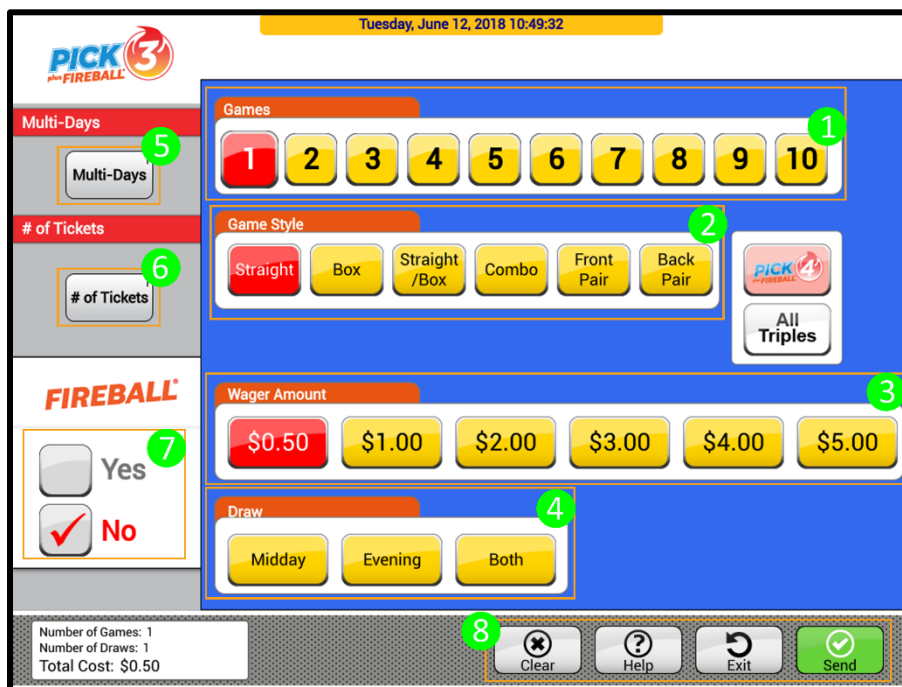 Tuesday, June 12, 2018 10:49:32
PICK 3
plus FIREBALL
Multi-Days
5
Multi-Days
1
# of Tickets
6
# of Tickets
1
FIREBALL®
7
Yes
No
Games
1
1 2 3 4 5 6 7 8 9 10
Game Style
2
Straight
Box
Straight
/Box
Combo
Front
Pair
Back
Pair
PICK 4
plus FIREBALL
All
Triples
Wager Amount
3
$0.50 $1.00 $2.00 $3.00 $4.00 $5.00
Draw
4
Midday Evening Both
Number of Games: 1
Number of Draws: 1
Total Cost: $0.50
8
Clear Help Exit Send